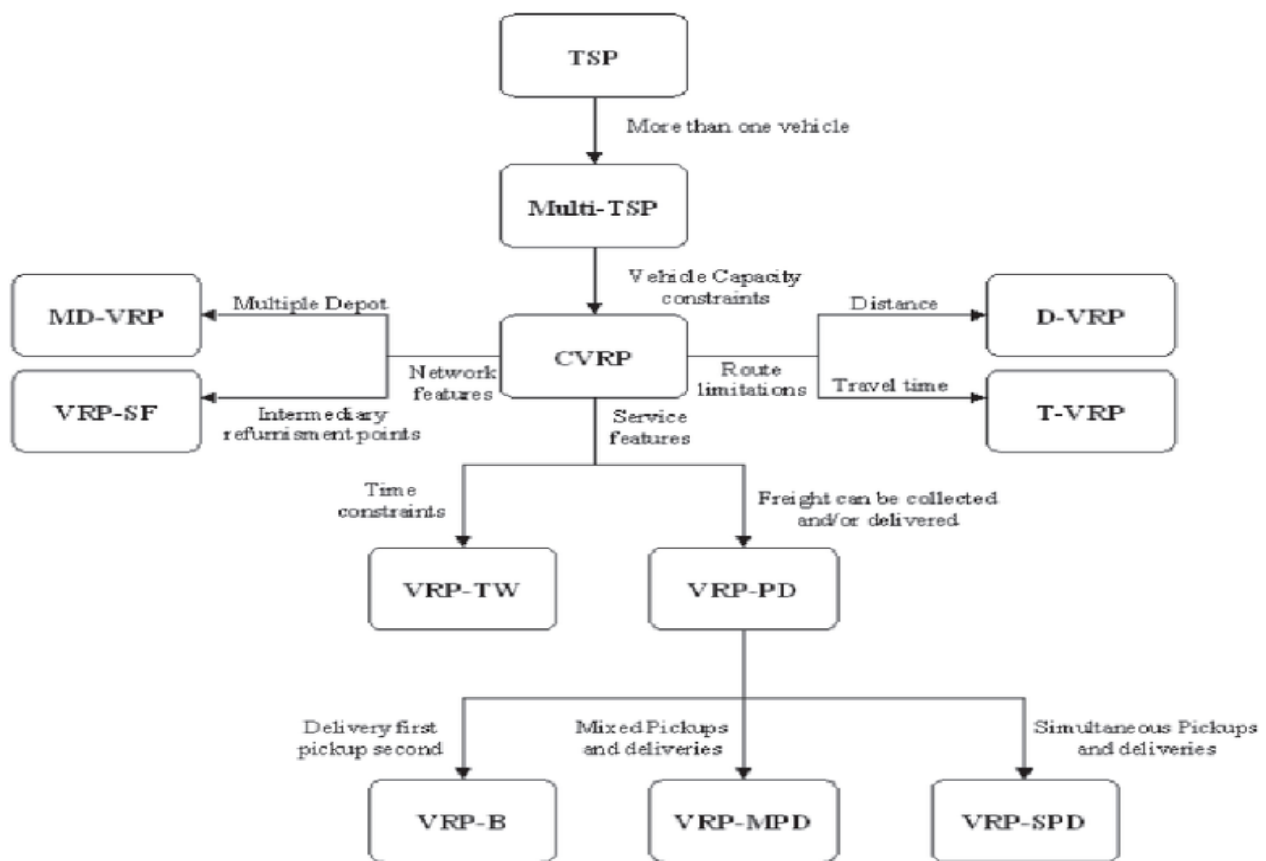 TSP
More than one vehicle
Multi-TSP
Vehicle Capacity
constraints
MD-VRP
Multiple Depot
Distance
D-VRP
CVRP
Network
features
Route
limitations
VRP-SF
Intermediary
refurnisment points
Service
features
Travel time
T-VRP
Time
constraints
Freight can be collected
and/or delivered
VRP-TW
VRP-PD
Delivery first
pickup second
Mixed Pickups
and deliveries
Simultaneous Pickups
and deliveries
VRP-B
VRP-MPD
VRP-SPD